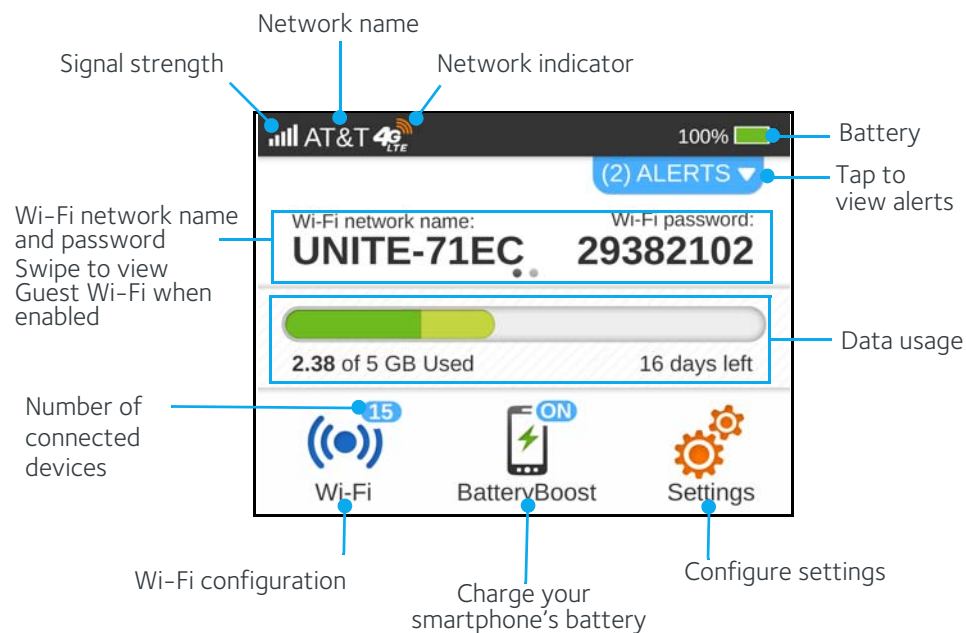 Network name
Signal strength
Network indicator
AT&T 4G LTE
100%
Battery
(2) ALERTS
Tap to
view alerts
Wi-Fi network name
and password
Swipe to view
Guest Wi-Fi when
enabled
Wi-Fi network name:
Wi-Fi password:
UNITE-71EC
29382102
Data usage
2.38 of 5 GB Used
16 days left
Number of
connected
devices
15
ON
Wi-Fi
BatteryBoost
Settings
Wi-Fi configuration
Charge your
smartphone's battery
Configure settings